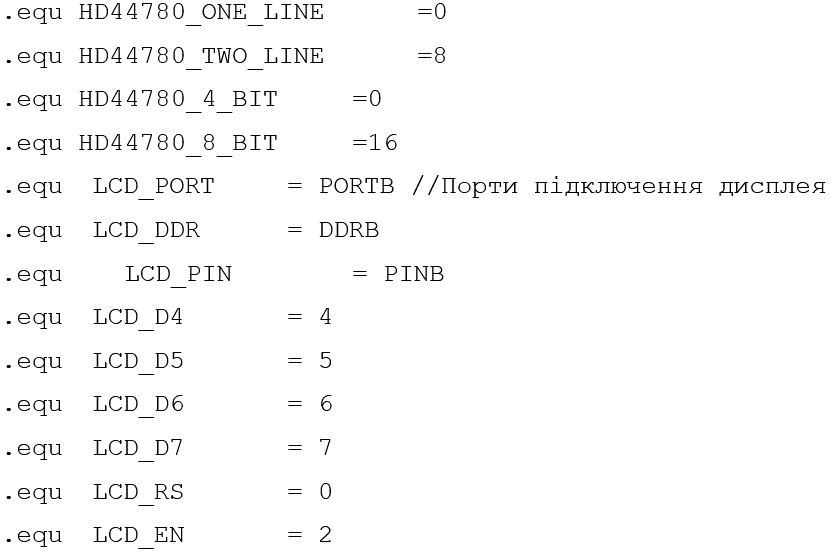 .equ HD44780_ONE_LINE =0
.equ HD44780_TWO_LINE =8
.equ HD44780_4_BIT =0
.equ HD44780_8_BIT =16
.equ LCD_PORT = PORTB //Порти підключення дисплея
.equ LCD_DDR = DDRB
.equ LCD_PIN = PINB
.equ LCD_D4 = 4
.equ LCD_D5 = 5
.equ LCD_D6 = 6
.equ LCD_D7 = 7
.equ LCD_RS = 0
.equ LCD_EN = 2